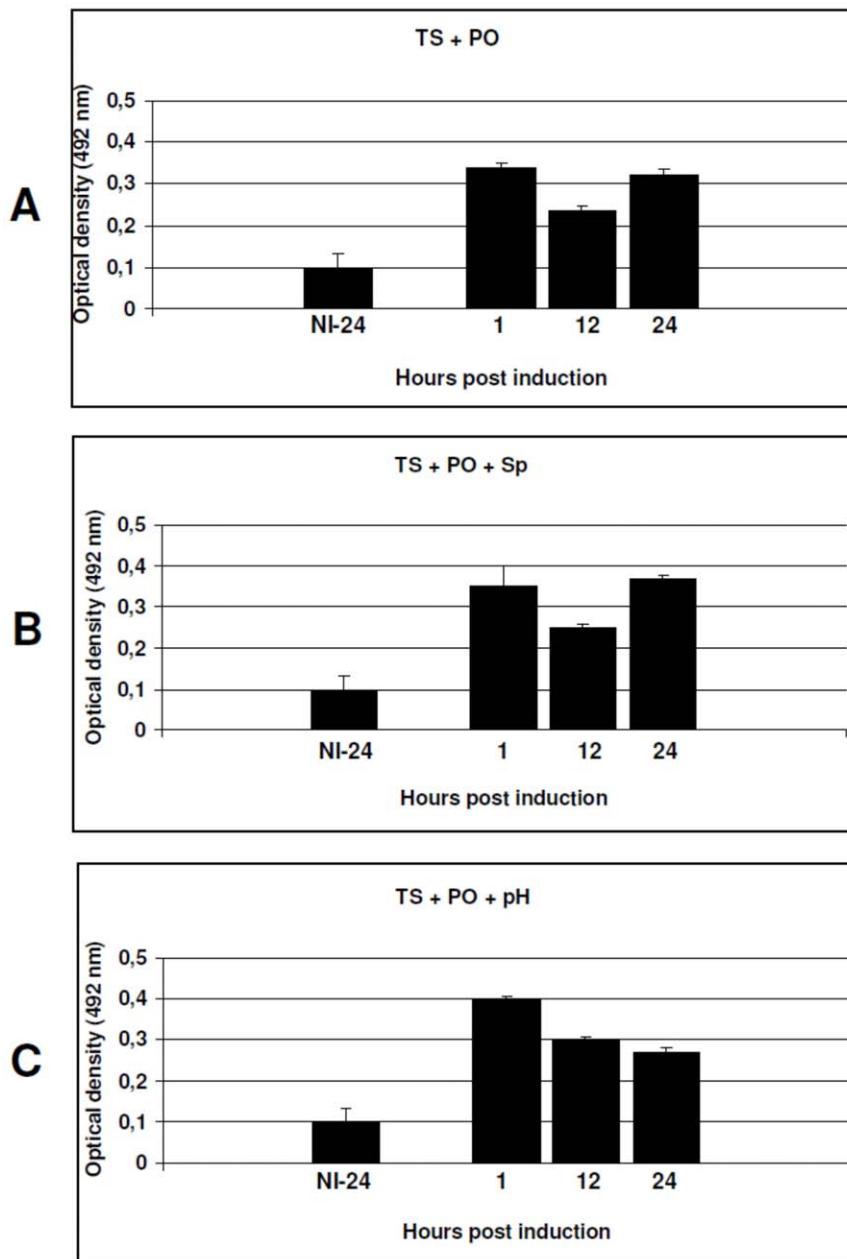 A
TS + PO
Optical density (492 nm)
0,5
0,4
0,3
0,2
0,1
0
NI-24 1 12 24
Hours post induction
B
TS + PO + Sp
Optical density (492 nm)
0,5
0,4
0,3
0,2
0,1
0
NI-24 1 12 24
Hours post induction
C
TS + PO + pH
Optical density (492 nm)
0,5
0,4
0,3
0,2
0,1
0
NI-24 1 12 24
Hours post induction